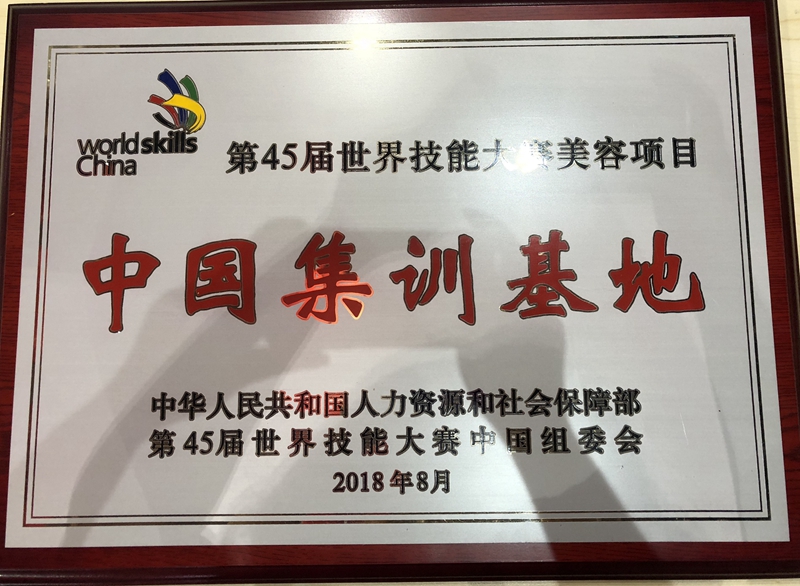 worldskills
China
第45届世界技能大赛美容项目
中国集训基地
中华人民共和国人力资源和社会保障部
第45届世界技能大赛中国组委会
2018年8月